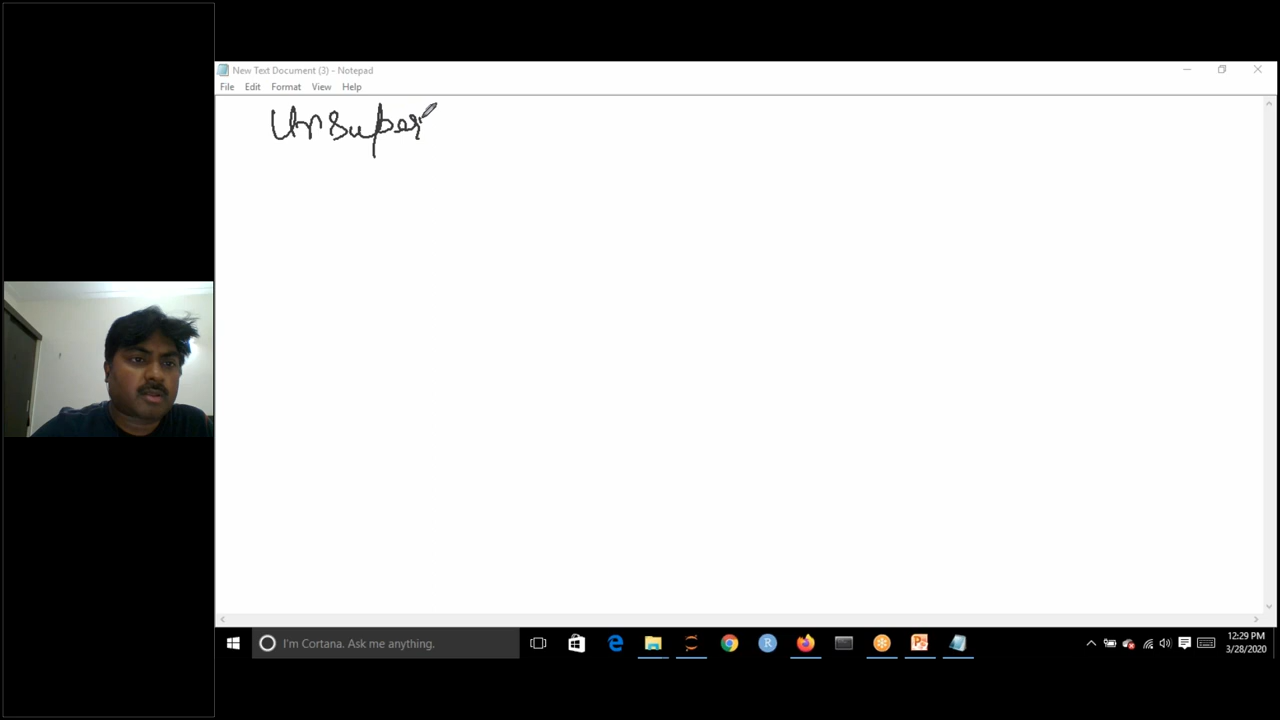 New Text Document (3) - Notepad
File Edit Format View Help
Unsuper
I'm Cortana. Ask me anything.
12:29 PM
3/28/2020